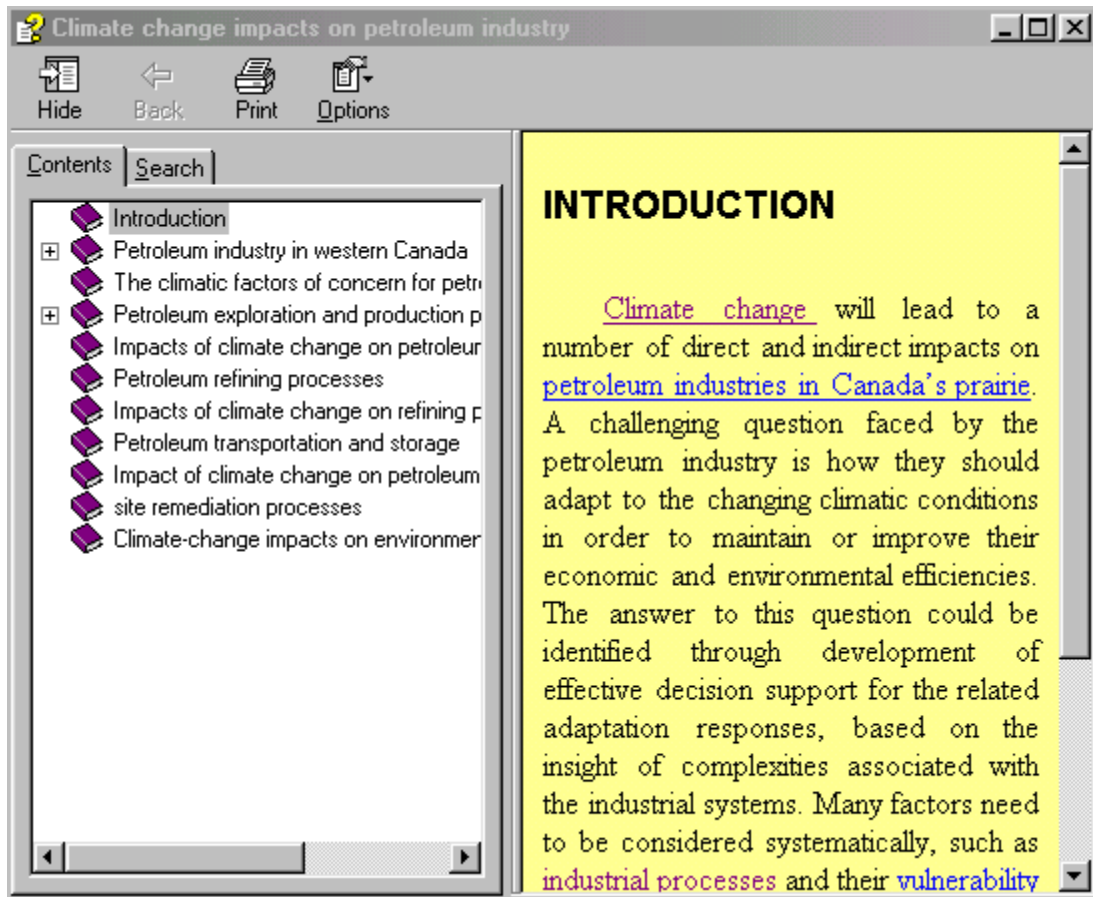 Climate change impacts on petroleum industry
Hide Back Print Options
Contents Search
Introduction
Petroleum industry in western Canada
The climatic factors of concern for petr
Petroleum exploration and production p
Impacts of climate change on petroleur
Petroleum refining processes
Impacts of climate change on refining p
Petroleum transportation and storage
Impact of climate change on petroleum
site remediation processes
Climate-change impacts on environmer
INTRODUCTION
Climate change will lead to a
number of direct and indirect impacts on
petroleum industries in Canada's prairie.
A challenging question faced by the
petroleum industry is how they should
adapt to the changing climatic conditions
in order to maintain or improve their
economic and environmental efficiencies.
The answer to this question could be
identified through development of
effective decision support for the related
adaptation responses, based on the
insight of complexities associated with
the industrial systems. Many factors need
to be considered systematically, such as
industrial processes and their vulnerability